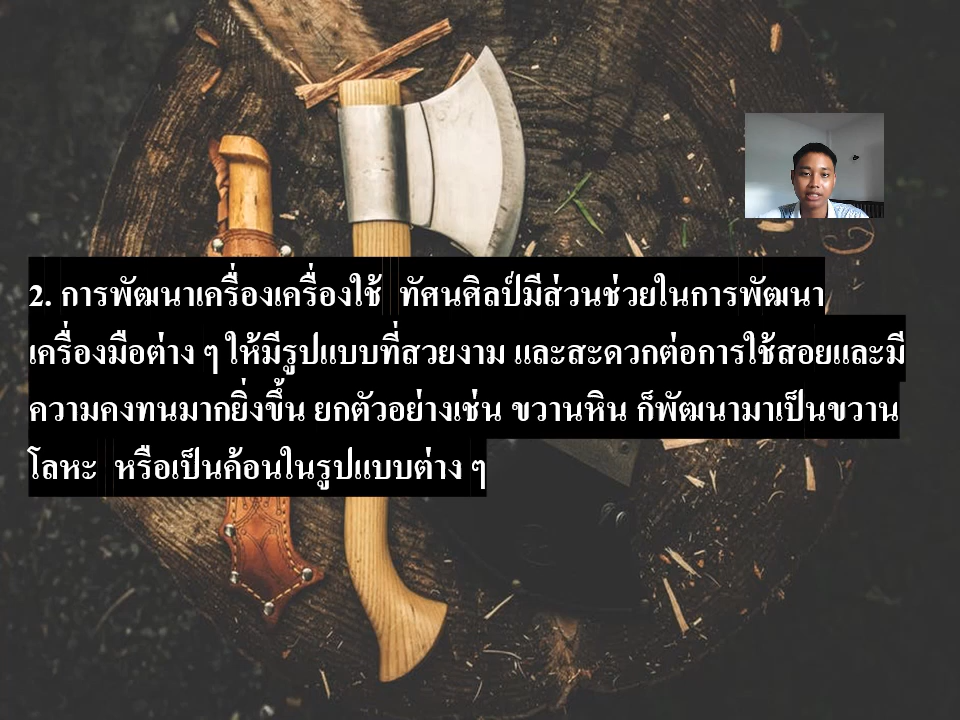 2. การพัฒนาเครื่องเครื่องใช้ ทัศนศิลป์มีส่วนช่วยในการพัฒนา
เครื่องมือต่าง ๆ ให้มีรูปแบบที่สวยงาม และสะดวกต่อการใช้สอยและมี
ความคงทนมากยิ่งขึ้น ยกตัวอย่างเช่น ขวานหิน ก็พัฒนามาเป็นขวาน
โลหะ หรือเป็นค้อนในรูปแบบต่าง ๆ